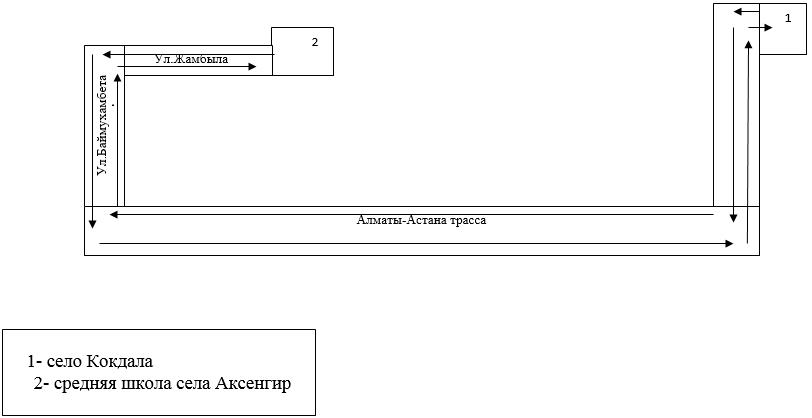 1
2
Ул.Жамбыла
Ул.Баймухамбета
Алматы-Астана трасса
1- село Кокдала
2- средняя школа села Аксенгир